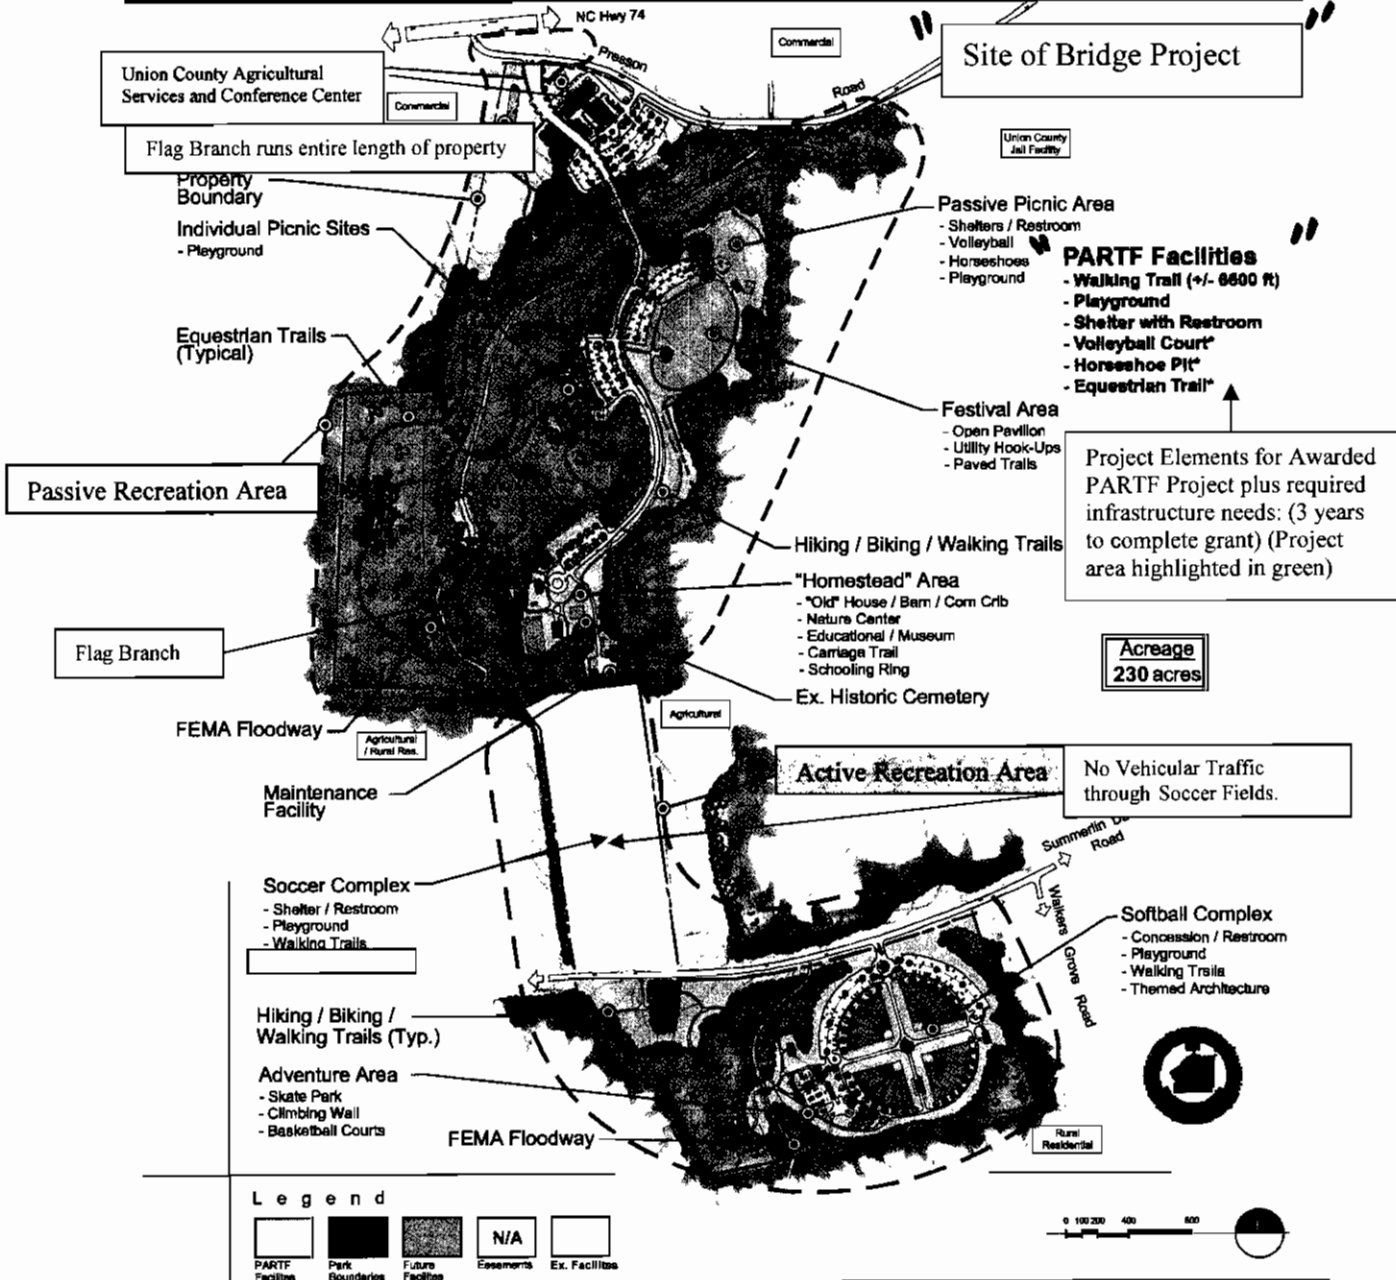 NC Hwy 74
Presson
Road
Commercial
Site of Bridge Project
Union County Agricultural
Services and Conference Center
Commercial
Flag Branch runs entire length of property
Union County
Jail Facility
Property
Boundary
Individual Picnic Sites
- Playground
Equestrian Trails
(Typical)
Passive Recreation Area
Flag Branch
FEMA Floodway
Agricultural
/ Rural Res.
Maintenance
Facility
Passive Picnic Area
- Shelters / Restroom
- Volleyball
- Horseshoes
- Playground
" PARTF Facilities "
- Walking Trail (+/- 6600 ft)
- Playground
- Shelter with Restroom
- Volleyball Court*
- Horseshoe Pit*
- Equestrian Trail*
Festival Area
- Open Pavilion
- Utility Hook-Ups
- Paved Trails
Project Elements for Awarded
PARTF Project plus required
infrastructure needs: (3 years
to complete grant) (Project
area highlighted in green)
Hiking / Biking / Walking Trails
"Homestead" Area
- "Old" House / Barn / Corn Crib
- Nature Center
- Educational / Museum
- Carriage Trail
- Schooling Ring
Ex. Historic Cemetery
Acreage
230 acres
Agricultural
Active Recreation Area
No Vehicular Traffic
through Soccer Fields.
Summerlin
Road
Walkers Grove Road
Soccer Complex
- Shelter / Restroom
- Playground
- Walking Trails
Softball Complex
- Concession / Restroom
- Playground
- Walking Trails
- Themed Architecture
Hiking / Biking /
Walking Trails (Typ.)
Adventure Area
- Skate Park
- Climbing Wall
- Basketball Courts
FEMA Floodway
Rural
Residential
Legend
PARTF
Facilities
Park
Boundaries
Future
Facilities
N/A
Easements
Ex. Facilities
0 100 200 400 800